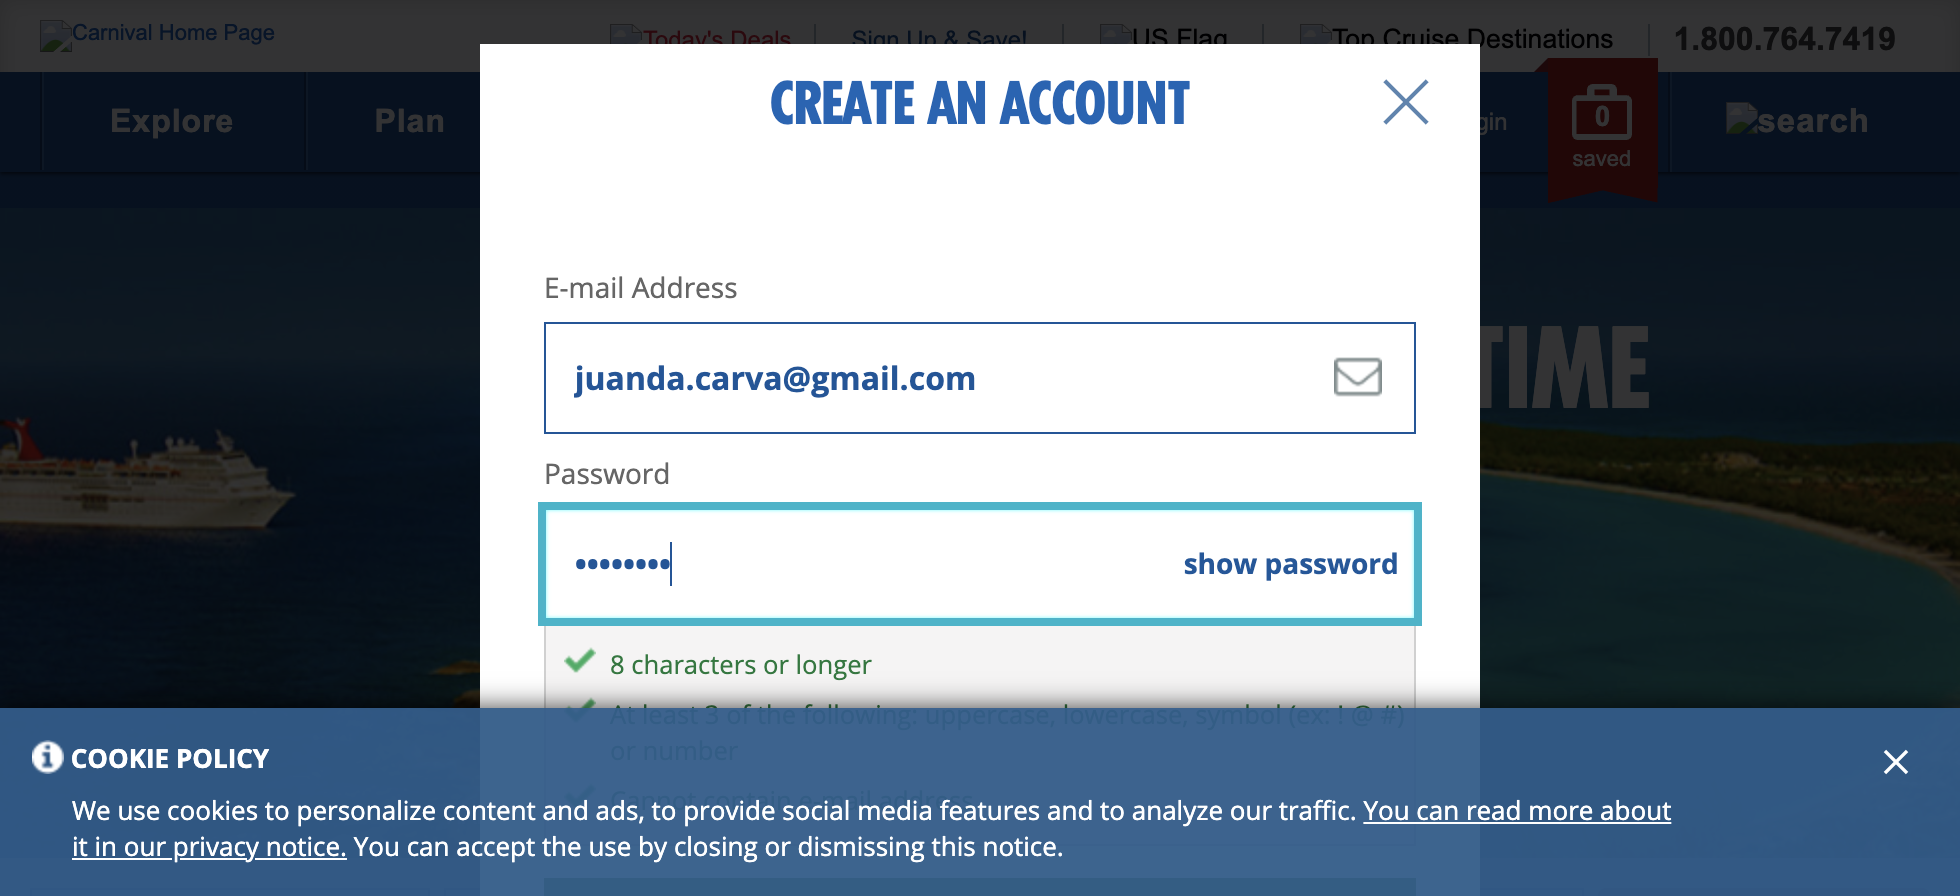 Carnival Home Page
Today's Deals
Sign Up & Save!
US Flag
Top Cruise Destinations
1.800.764.7419
Explore
Plan
gin
0
saved
search
CREATE AN ACCOUNT
TIME
E-mail Address
juanda.carva@gmail.com
Password
••••••••
show password
8 characters or longer
At least 3 of the following: uppercase, lowercase, symbol (ex: ! @ #)
or number
Cannot contain e-mail address
COOKIE POLICY
We use cookies to personalize content and ads, to provide social media features and to analyze our traffic. You can read more about
it in our privacy notice. You can accept the use by closing or dismissing this notice.